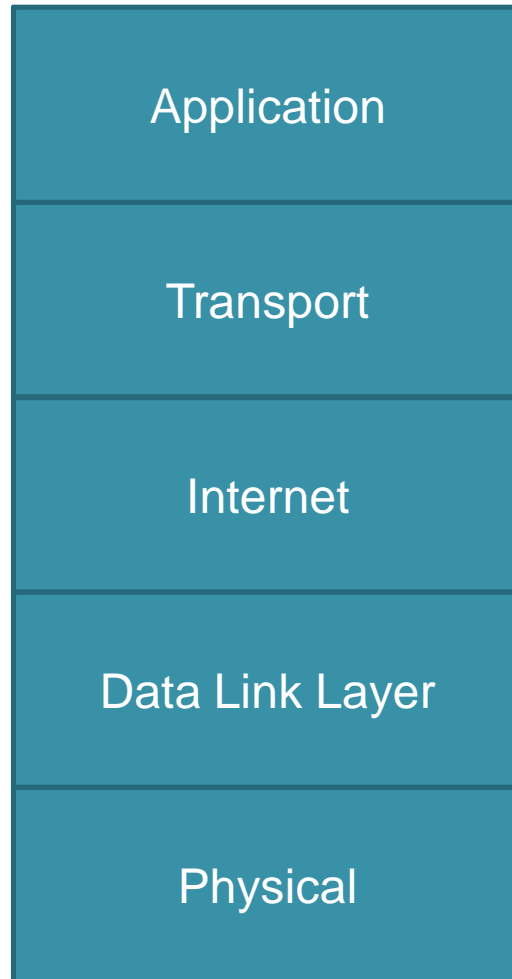 Application
Transport
Internet
Data Link Layer
Physical